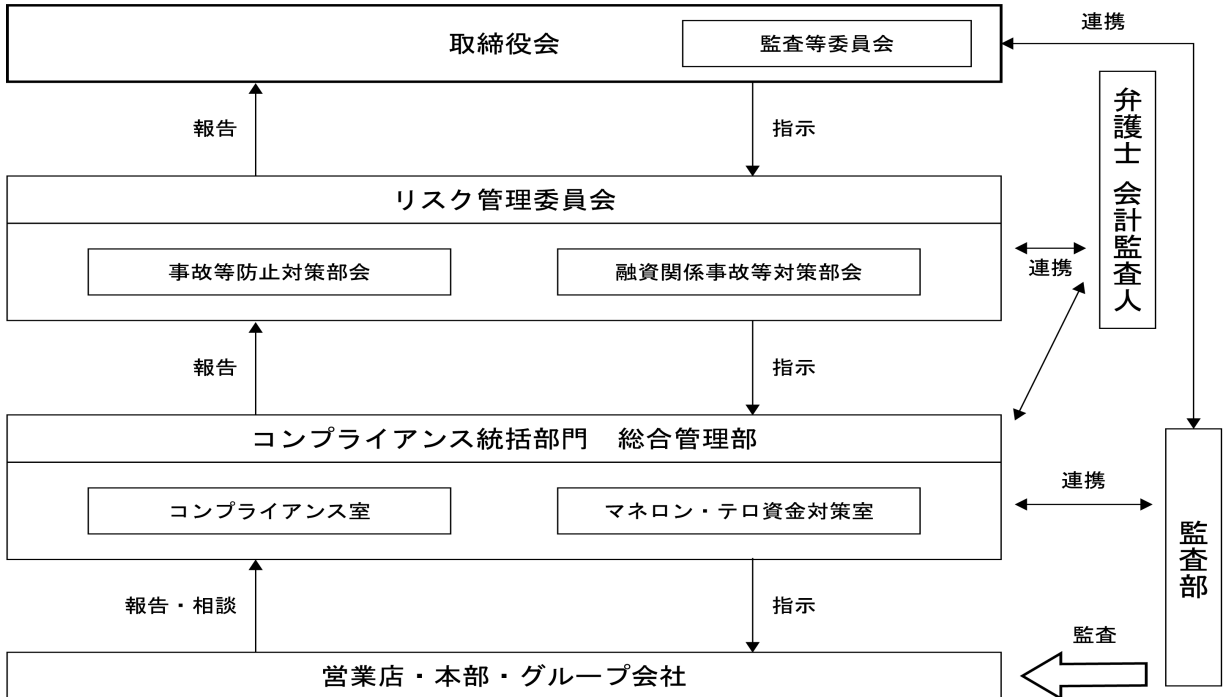 取締役会
監査等委員会
連携
報告
指示
弁護士 会計監査人
リスク管理委員会
事故等防止対策部会
融資関係事故等対策部会
連携
報告
指示
コンプライアンス統括部門　総合管理部
コンプライアンス室
マネロン・テロ資金対策室
連携
監査部
報告・相談
指示
監査
営業店・本部・グループ会社